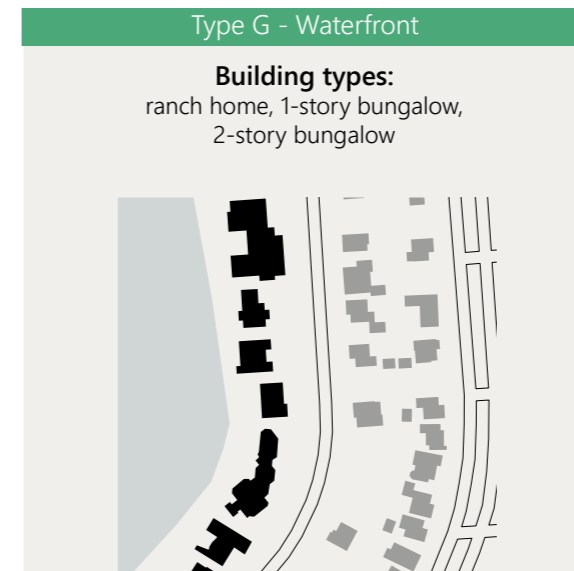 Type G - Waterfront
Building types:
ranch home, 1-story bungalow,
2-story bungalow